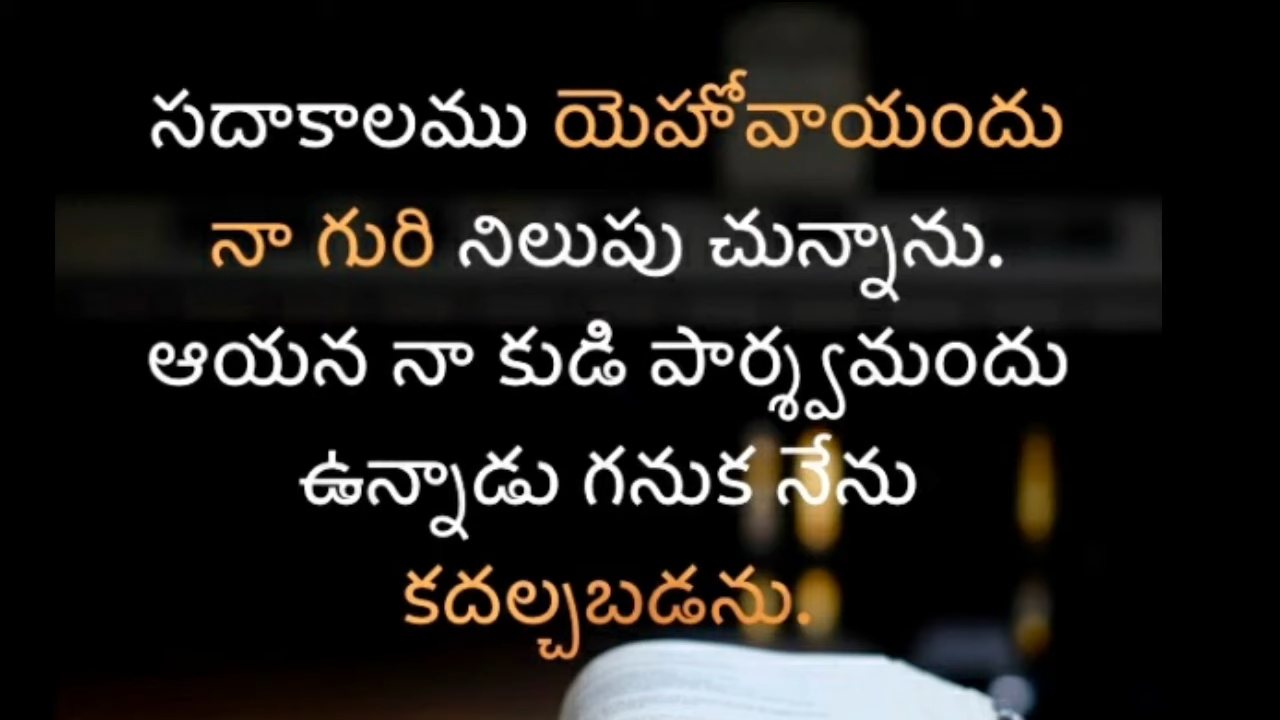 సదాకాలము యెహోవాయందు
నా గురి నిలుపు చున్నాను.
ఆయన నా కుడి పార్శ్వమందు
ఉన్నాడు గనుక నేను
కదల్చబడను.